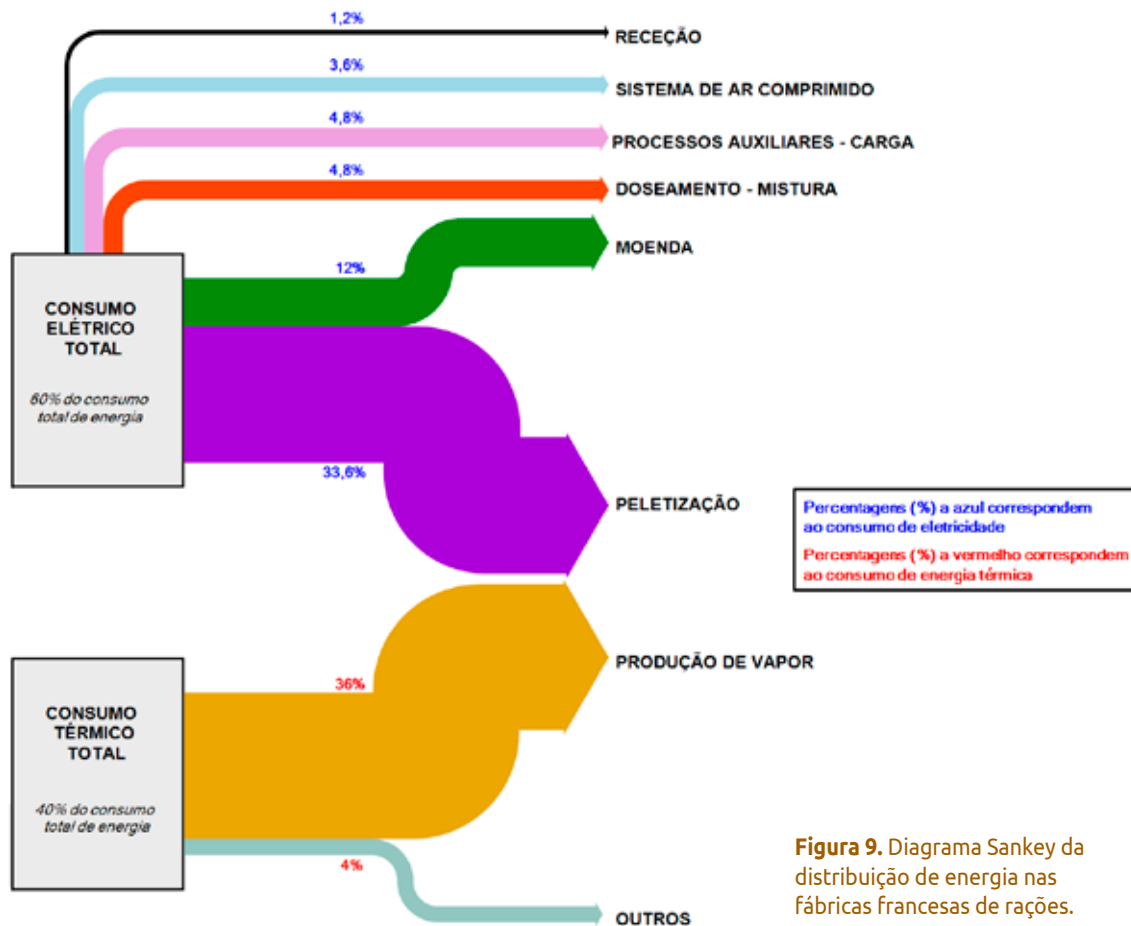 1,2%
RECEÇÃO
3,6%
SISTEMA DE AR COMPRIMIDO
4,8%
PROCESSOS AUXILIARES - CARGA
4,8%
DOSEAMENTO - MISTURA
MOENDA
12%
CONSUMO
ELÉTRICO
TOTAL
60% do consumo
total de energia
33,6%
PELETIZAÇÃO
Percentagens (%) a azul correspondem
ao consumo de eletricidade
Percentagens (%) a vermelho correspondem
ao consumo de energia térmica
PRODUÇÃO DE VAPOR
36%
CONSUMO
TÉRMICO
TOTAL
40% do consumo
total de energia
4%
OUTROS
Figura 9. Diagrama Sankey da
distribuição de energia nas
fábricas francesas de rações.